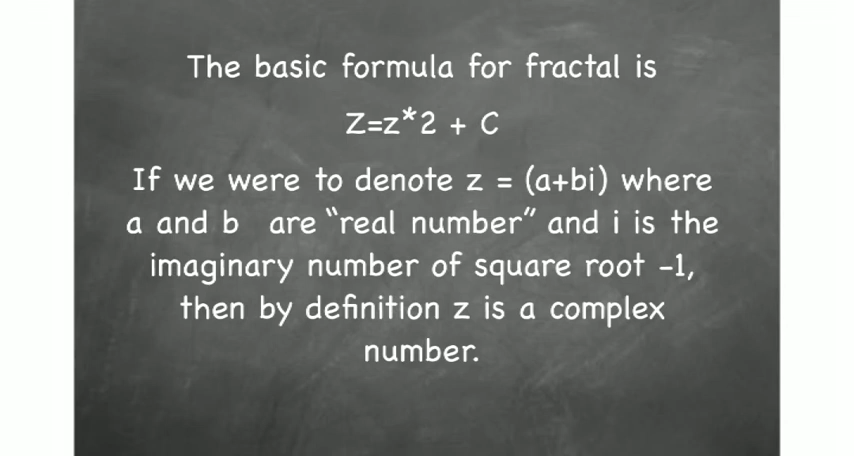 The basic formula for fractal is
Z=z*2 + C
If we were to denote z = (a+bi) where
a and b are “real number” and i is the
imaginary number of square root -1,
then by definition z is a complex
number.